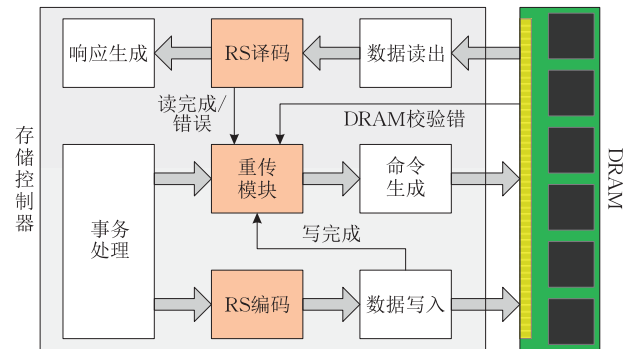 响应生成
RS译码
数据读出
读完成/
错误
DRAM校验错
存储控制器
重传
模块
命令
生成
DRAM
事务
处理
写完成
RS编码
数据写入